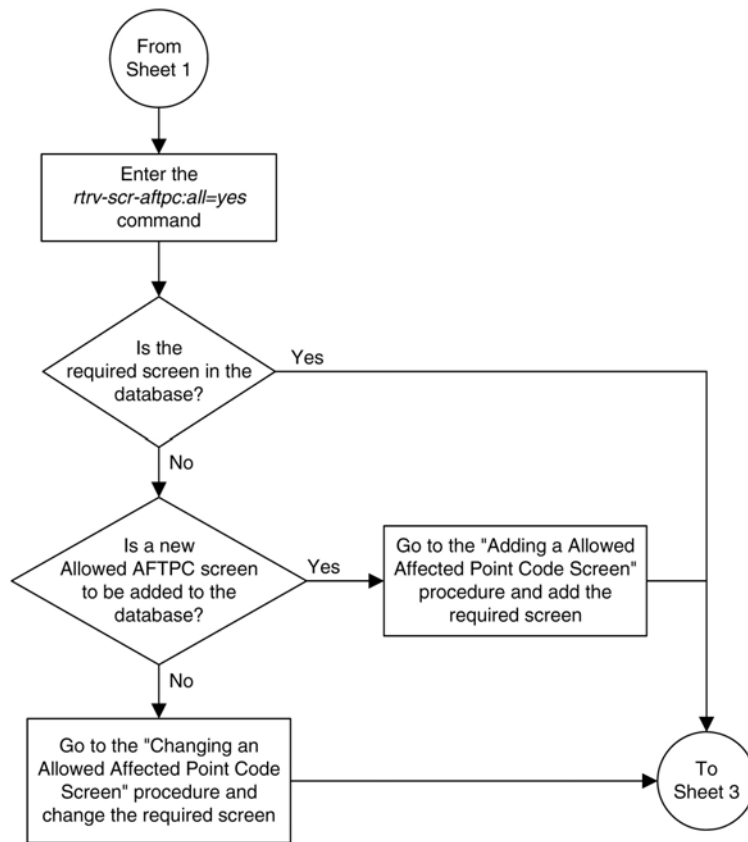 From
Sheet 1
Enter the
rtrv-scr-aftpc:all=yes
command
Is the
required screen in the
database?
Yes
No
Is a new
Allowed AFTPC screen
to be added to the
database?
Yes
Go to the "Adding a Allowed
Affected Point Code Screen"
procedure and add the
required screen
No
Go to the "Changing an
Allowed Affected Point Code
Screen" procedure and
change the required screen
To
Sheet 3